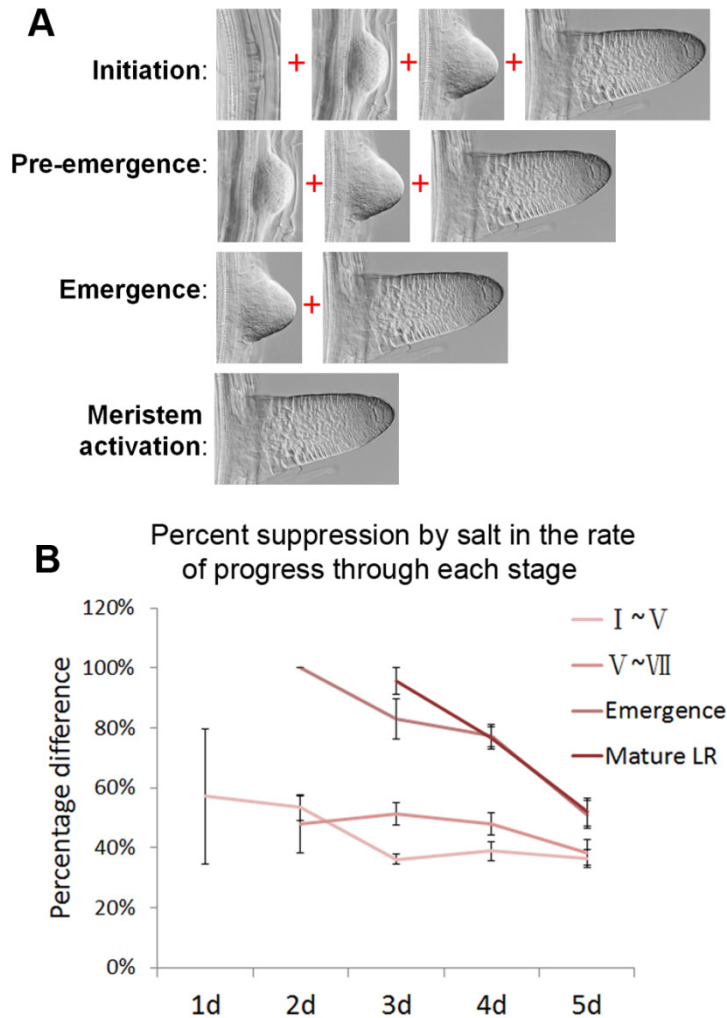 A
Initiation:
+ + +
Pre-emergence:
+ +
Emergence:
+
Meristem
activation:
B
Percent suppression by salt in the rate
of progress through each stage
Percentage difference
120%
100%
80%
60%
40%
20%
0%
1d 2d 3d 4d 5d
Ⅰ ~ Ⅴ
Ⅴ~Ⅶ
Emergence
Mature LR